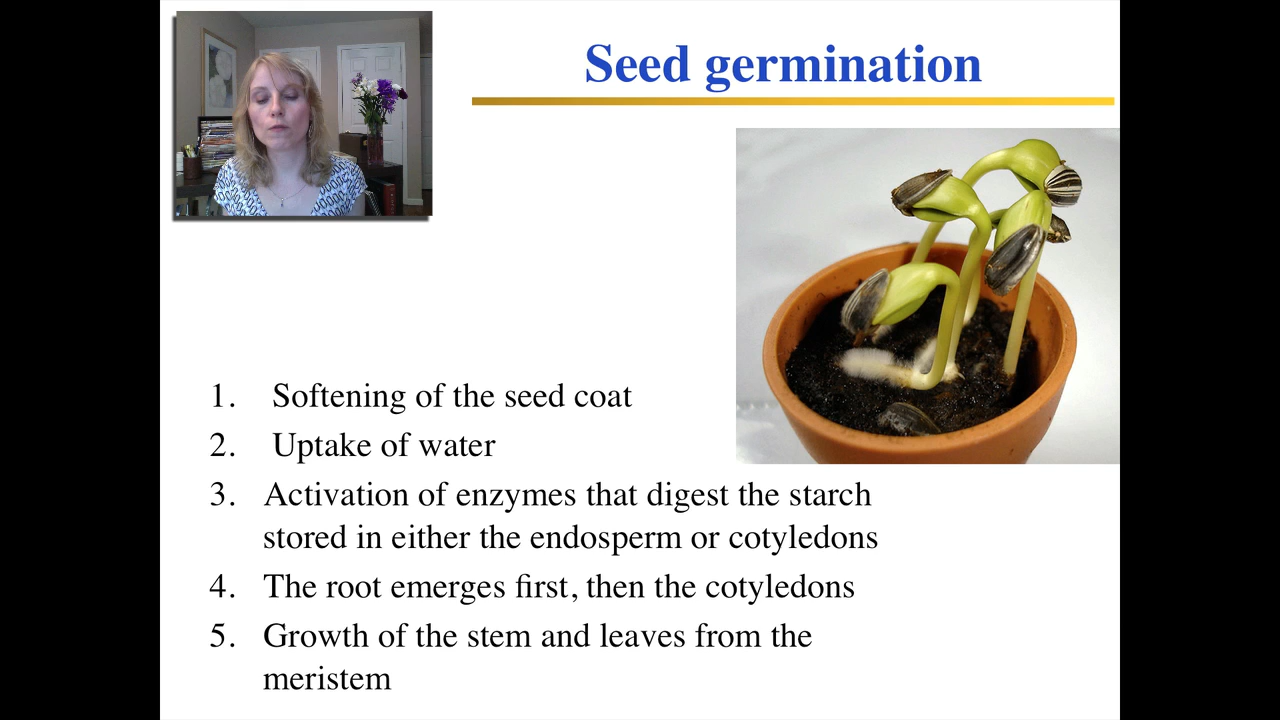 Seed germination
1. Softening of the seed coat
2. Uptake of water
3. Activation of enzymes that digest the starch
stored in either the endosperm or cotyledons
4. The root emerges first, then the cotyledons
5. Growth of the stem and leaves from the
meristem